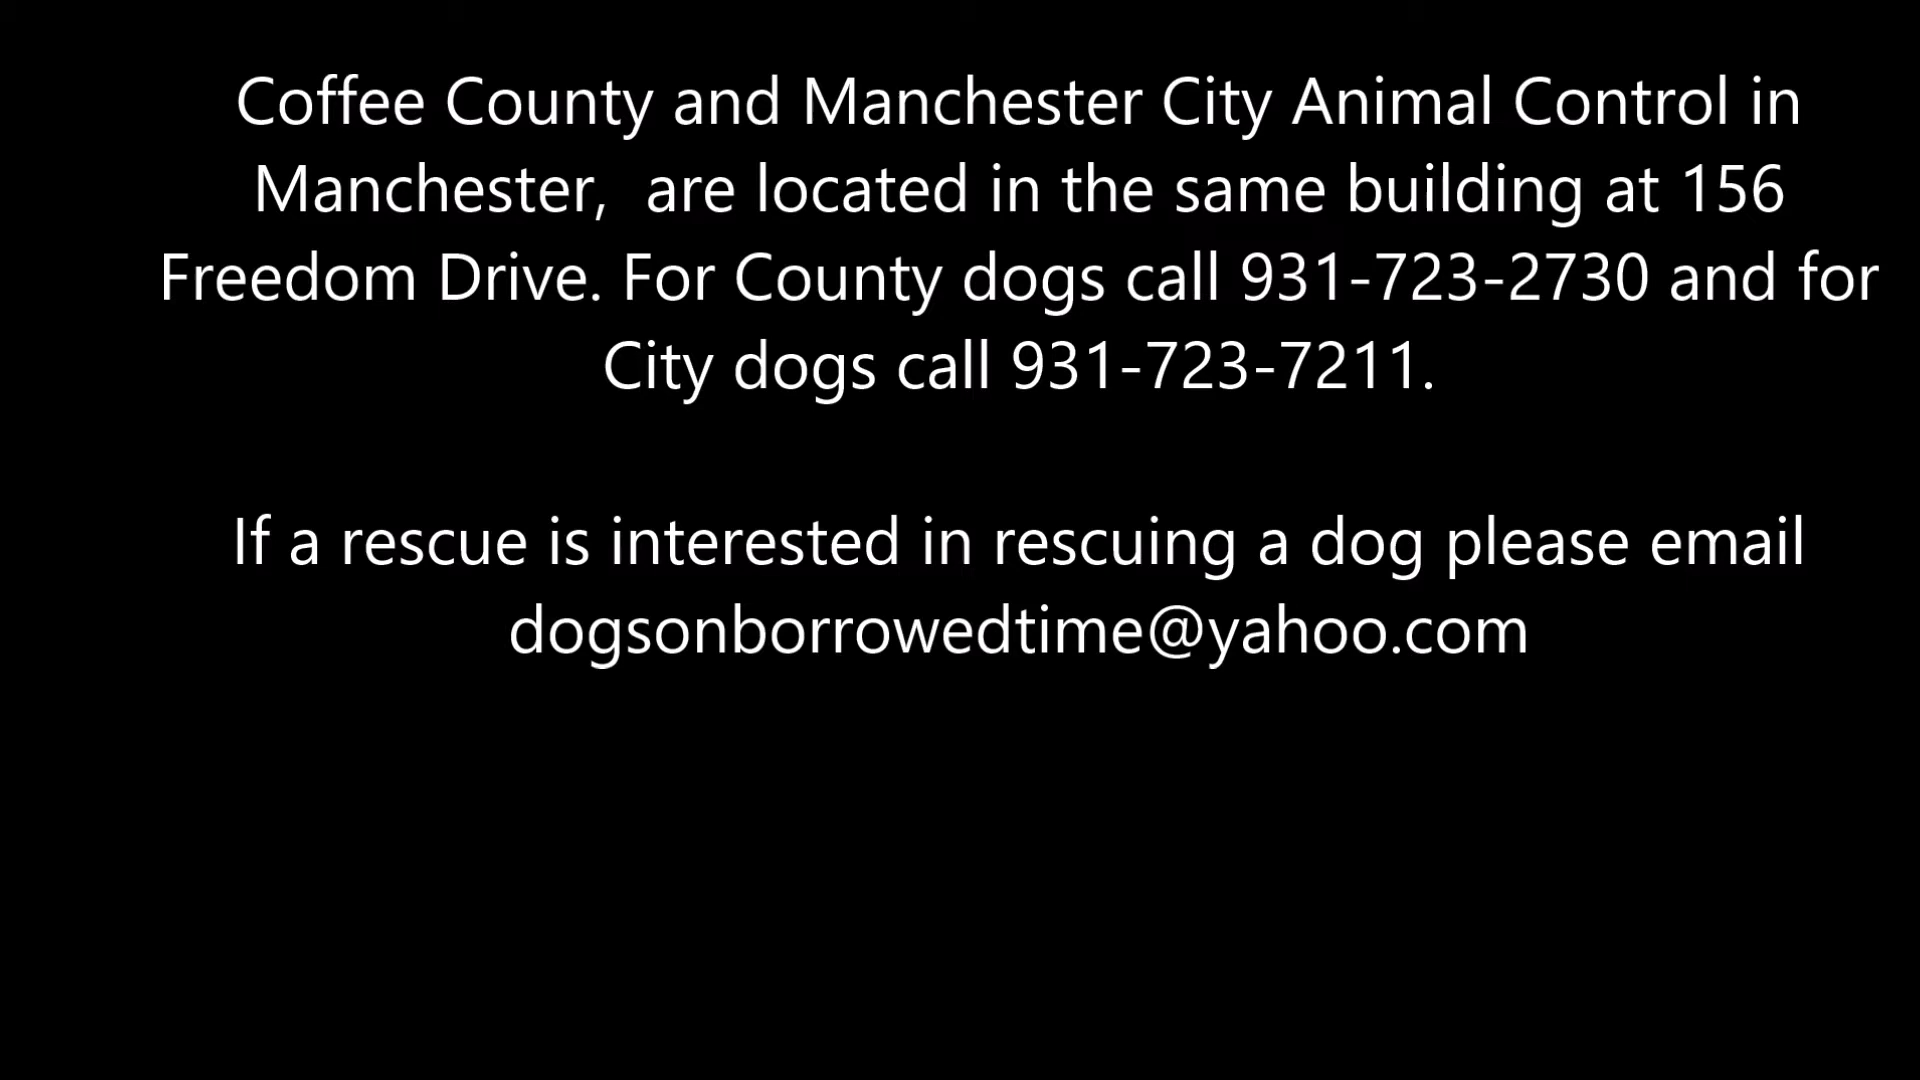 Coffee County and Manchester City Animal Control in
Manchester,  are located in the same building at 156
Freedom Drive. For County dogs call 931-723-2730 and for
City dogs call 931-723-7211.
If a rescue is interested in rescuing a dog please email
dogsonborrowedtime@yahoo.com